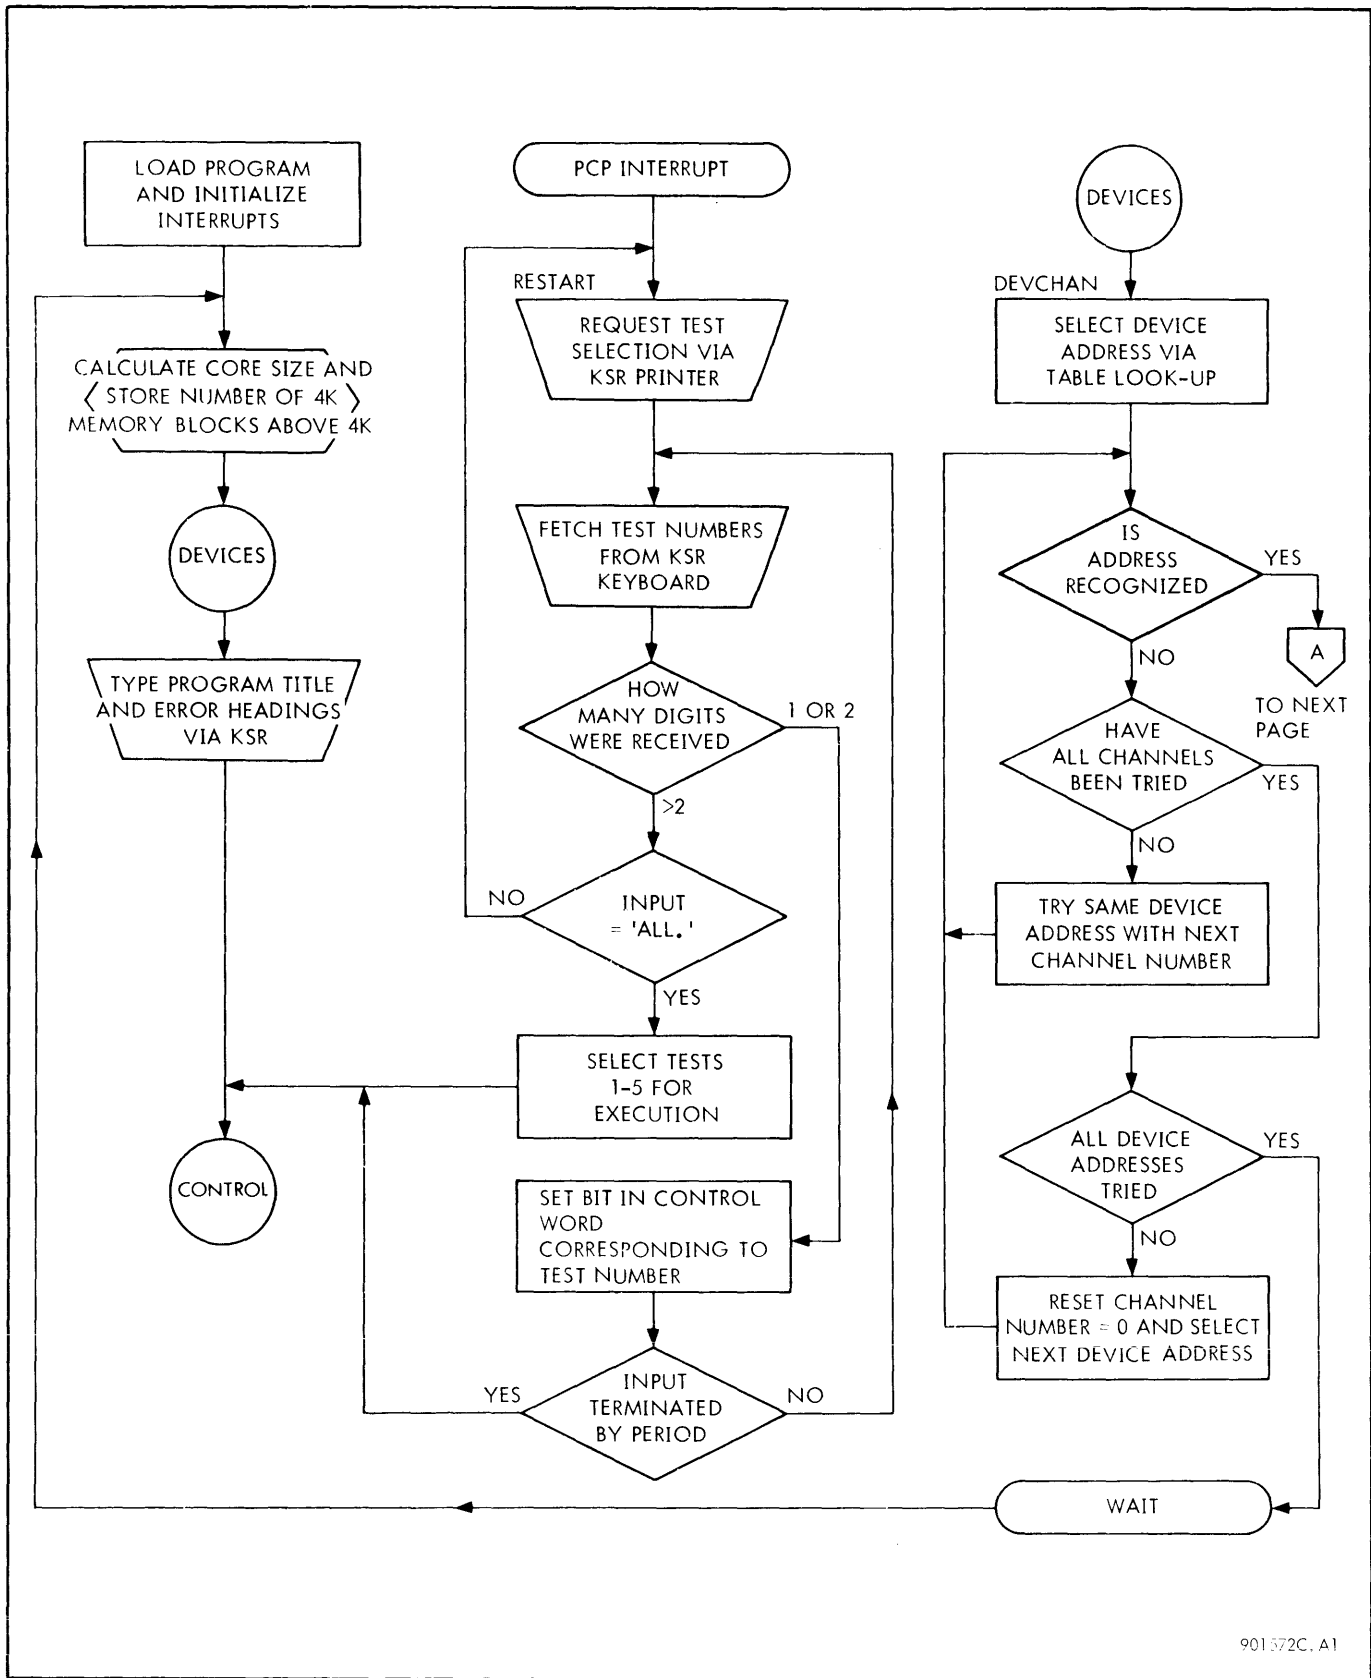 LOAD PROGRAM
AND INITIALIZE
INTERRUPTS
CALCULATE CORE SIZE AND
STORE NUMBER OF 4K
MEMORY BLOCKS ABOVE 4K
DEVICES
TYPE PROGRAM TITLE
AND ERROR HEADINGS
VIA KSR
CONTROL
PCP INTERRUPT
RESTART
REQUEST TEST
SELECTION VIA
KSR PRINTER
FETCH TEST NUMBERS
FROM KSR
KEYBOARD
HOW
MANY DIGITS
WERE RECEIVED
1 OR 2
>2
INPUT
= 'ALL.'
NO
YES
SELECT TESTS
1-5 FOR
EXECUTION
SET BIT IN CONTROL
WORD
CORRESPONDING TO
TEST NUMBER
INPUT
TERMINATED
BY PERIOD
YES
NO
DEVICES
DEVCHAN
SELECT DEVICE
ADDRESS VIA
TABLE LOOK-UP
IS
ADDRESS
RECOGNIZED
YES
A
TO NEXT
PAGE
NO
HAVE
ALL CHANNELS
BEEN TRIED
YES
NO
TRY SAME DEVICE
ADDRESS WITH NEXT
CHANNEL NUMBER
ALL DEVICE
ADDRESSES
TRIED
YES
NO
RESET CHANNEL
NUMBER = 0 AND SELECT
NEXT DEVICE ADDRESS
WAIT
901572C, A1